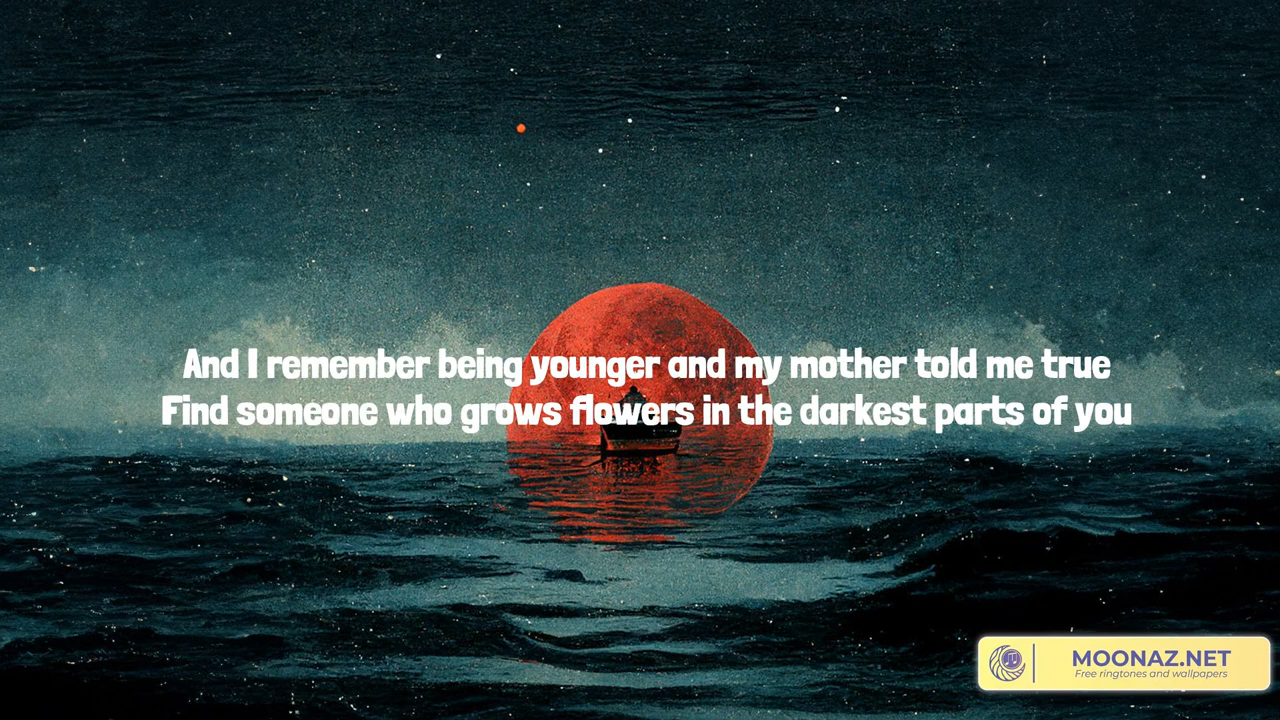 And I remember being younger and my mother told me true
Find someone who grows flowers in the darkest parts of you
MOONAZ.NET
Free ringtones and wallpapers